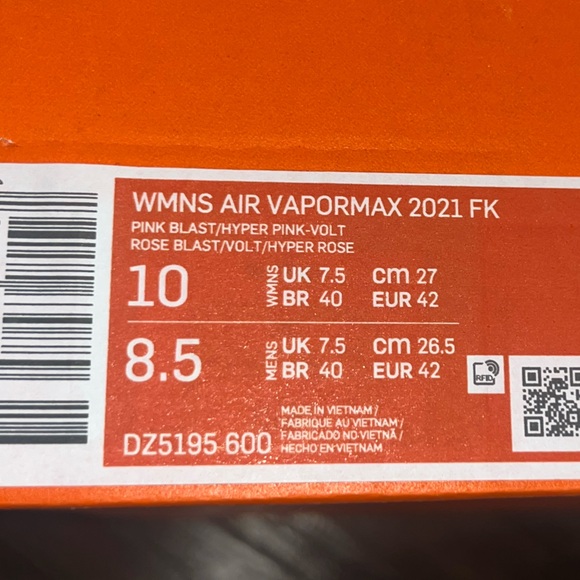 WMNS AIR VAPORMAX 2021 FK
PINK BLAST/HYPER PINK-VOLT
ROSE BLAST/VOLT/HYPER ROSE
10 WMNS UK 7.5 cm 27
BR 40 EUR 42
8.5 MENS UK 7.5 cm 26.5
BR 40 EUR 42
RFID
MADE IN VIETNAM /
FABRIQUE AU VIETNAM /
FABRICADO NO VIETNÃ /
HECHO EN VIETNAM
DZ5195 600